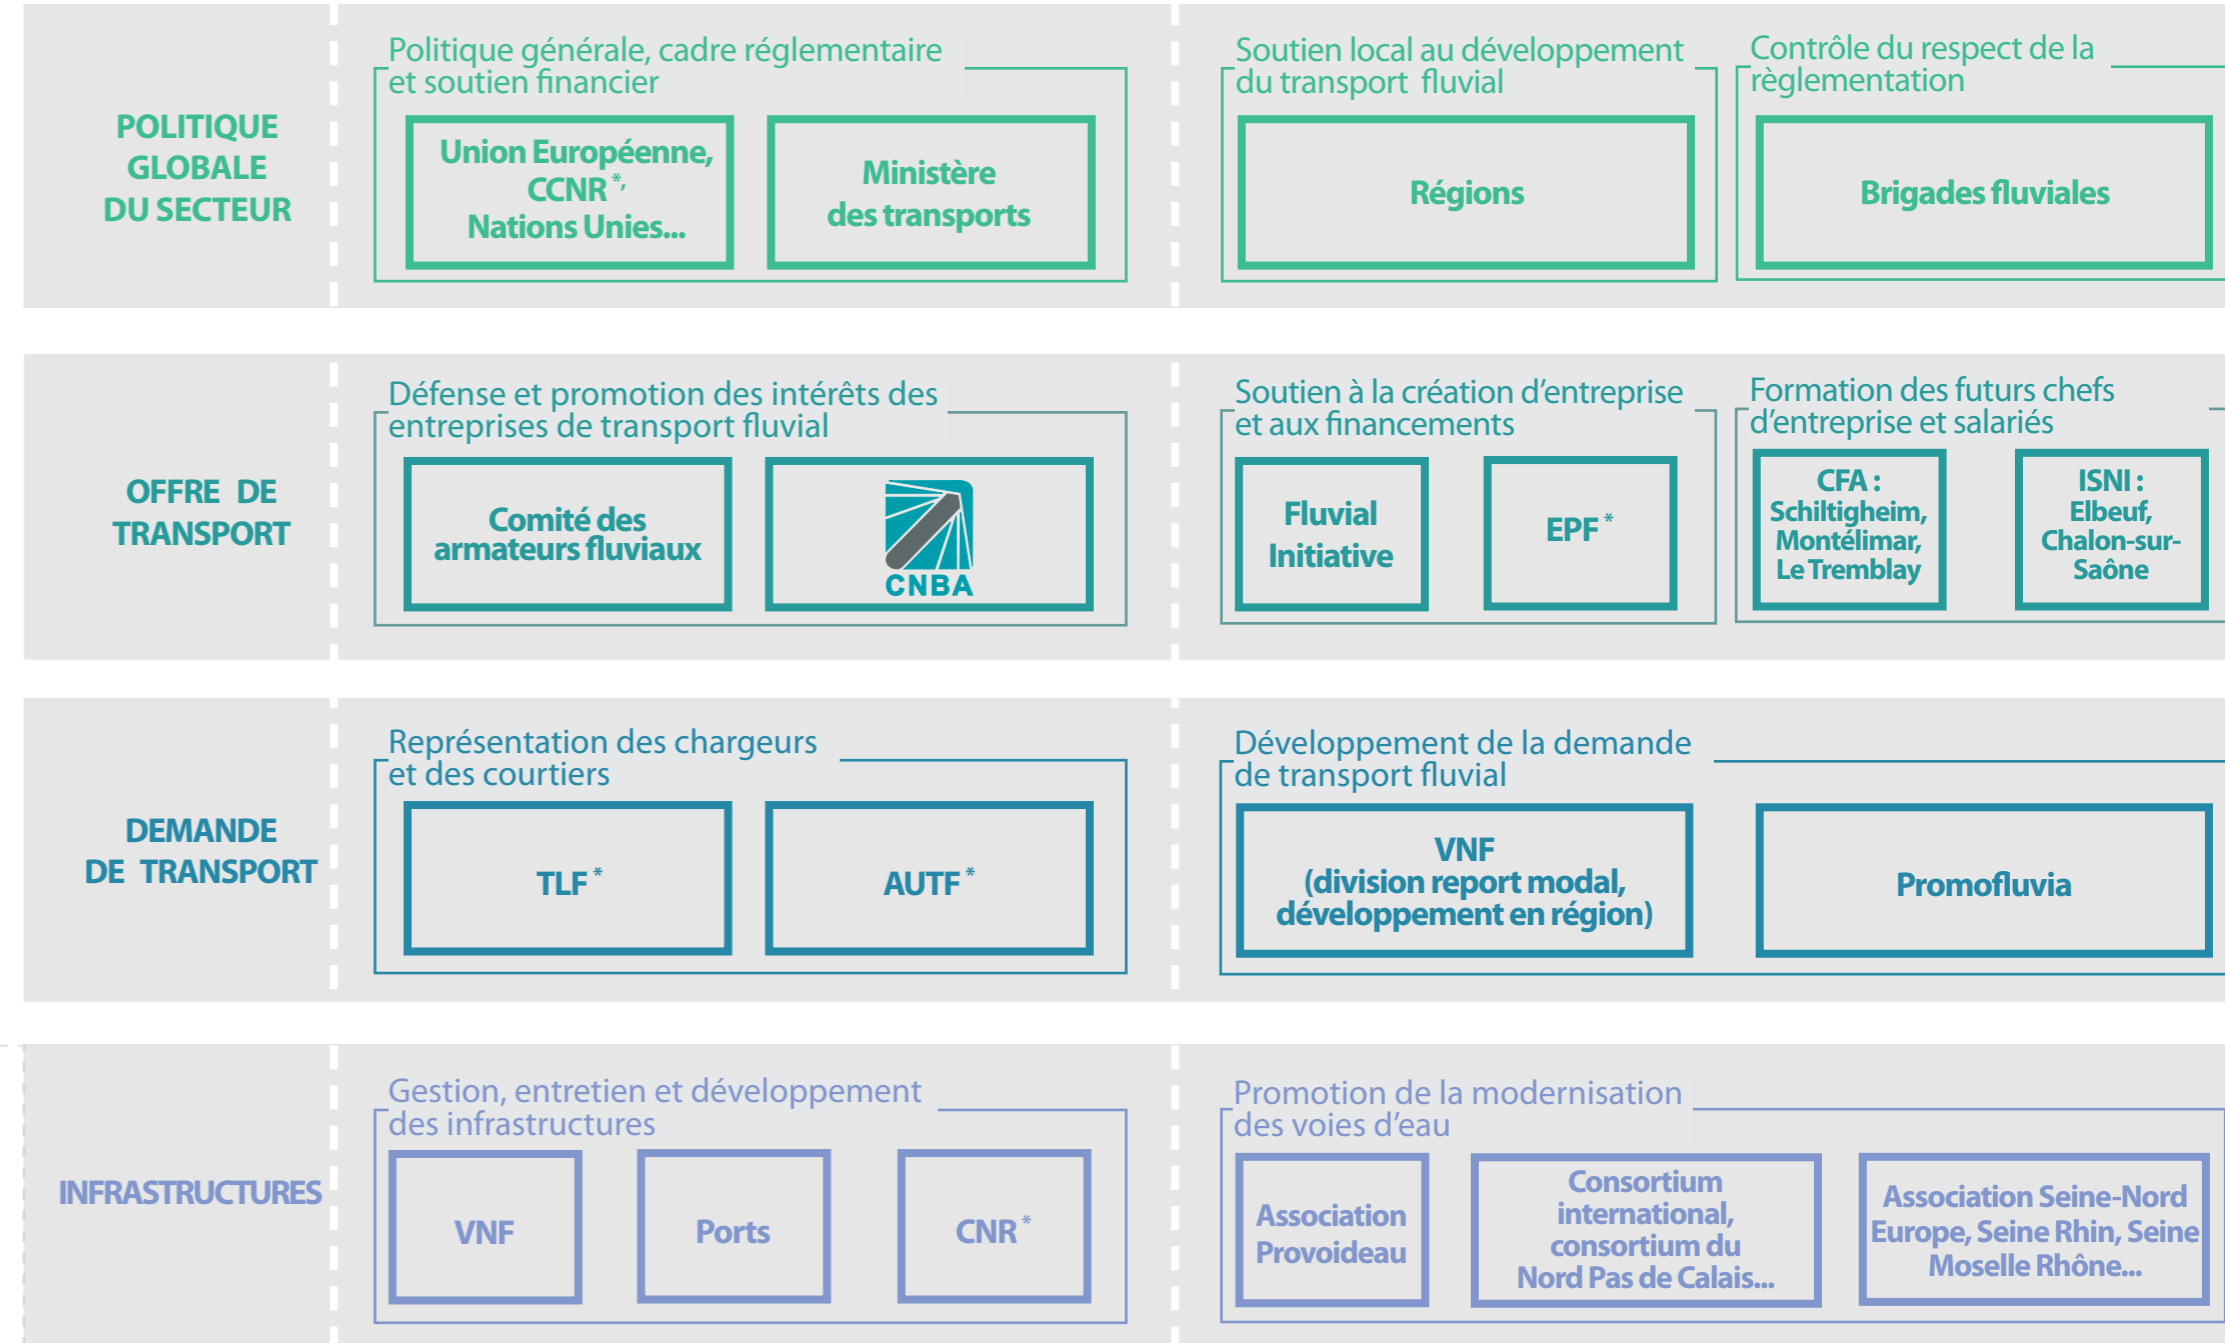 POLITIQUE
GLOBALE
DU SECTEUR
Politique générale, cadre réglementaire
et soutien financier
Union Européenne,
CCNR*,
Nations Unies...
Ministère
des transports
Soutien local au développement
du transport fluvial
Régions
Contrôle du respect de la
règlementation
Brigades fluviales
OFFRE DE
TRANSPORT
Défense et promotion des intérêts des
entreprises de transport fluvial
Comité des
armateurs fluviaux
CNBA
Soutien à la création d'entreprise
et aux financements
Fluvial
Initiative
EPF*
Formation des futurs chefs
d'entreprise et salariés
CFA :
Schiltigheim,
Montélimar,
Le Tremblay
ISNI :
Elbeuf,
Chalon-sur-
Saône
DEMANDE
DE TRANSPORT
Représentation des chargeurs
et des courtiers
TLF*
AUTF*
Développement de la demande
de transport fluvial
VNF
(division report modal,
développement en région)
Promofluvia
INFRASTRUCTURES
Gestion, entretien et développement
des infrastructures
VNF
Ports
CNR*
Promotion de la modernisation
des voies d'eau
Association
Provoideau
Consortium
international,
consortium du
Nord Pas de Calais...
Association Seine-Nord
Europe, Seine Rhin, Seine
Moselle Rhône...